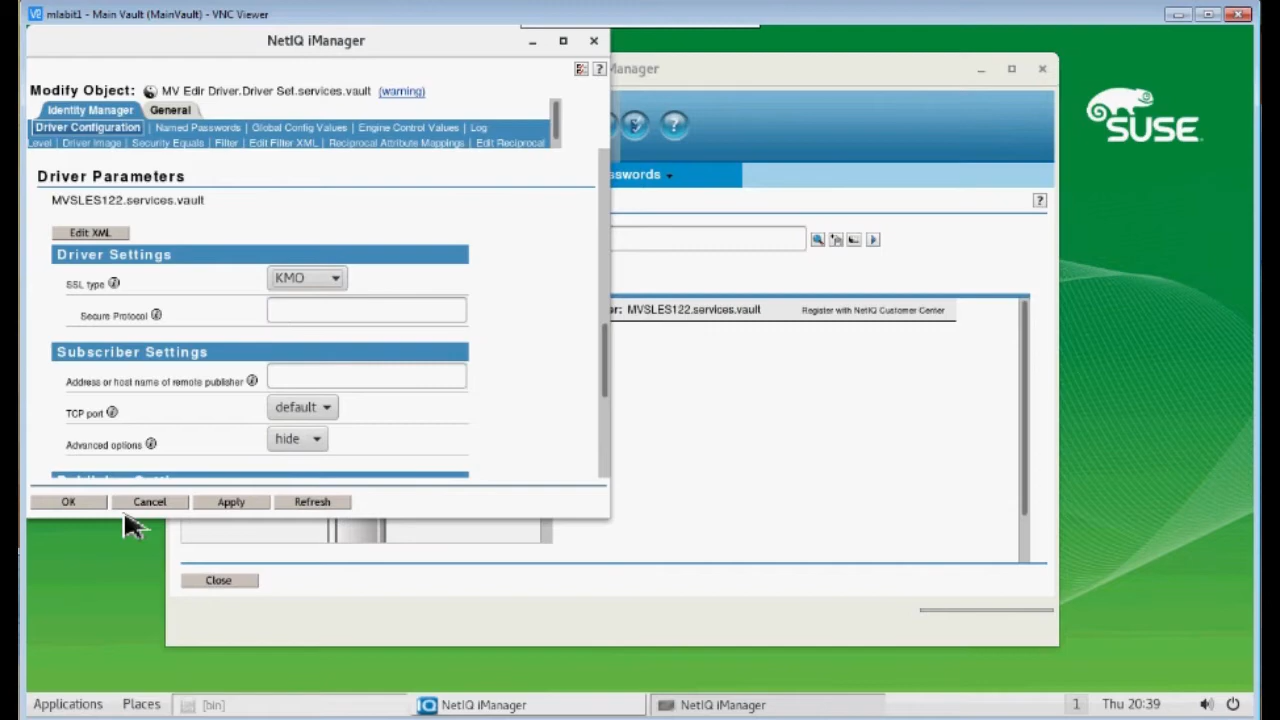 mlabit1 - Main Vault (MainVault) - VNC Viewer
NetIQ iManager
Manager
Modify Object: MV Edir Driver.Driver Set.services.vault (warning)
Identity Manager General
Driver Configuration | Named Passwords | Global Config Values | Engine Control Values | Log
Level | Driver Image | Security Equals | Filter | Edit Filter XML | Reciprocal Attribute Mappings | Edit Reciprocal
SUSE
sswords
Driver Parameters
MVSLES122.services.vault
Edit XML
Driver Settings
SSL type KMO
Secure Protocol
er: MVSLES122.services.vault Register with NetIQ Customer Center
Subscriber Settings
Address or host name of remote publisher
TCP port default
Advanced options hide
OK Cancel Apply Refresh
Close
Applications Places [bin] NetIQ iManager NetIQ iManager 1 Thu 20:39